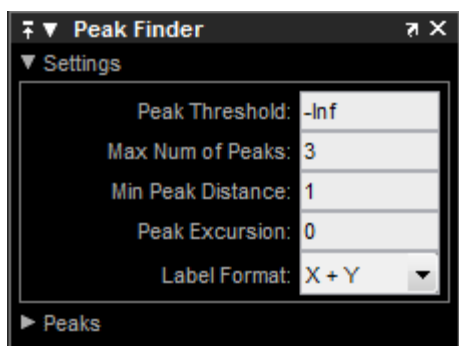 Peak Finder
Settings
Peak Threshold: -Inf
Max Num of Peaks: 3
Min Peak Distance: 1
Peak Excursion: 0
Label Format: X + Y
Peaks